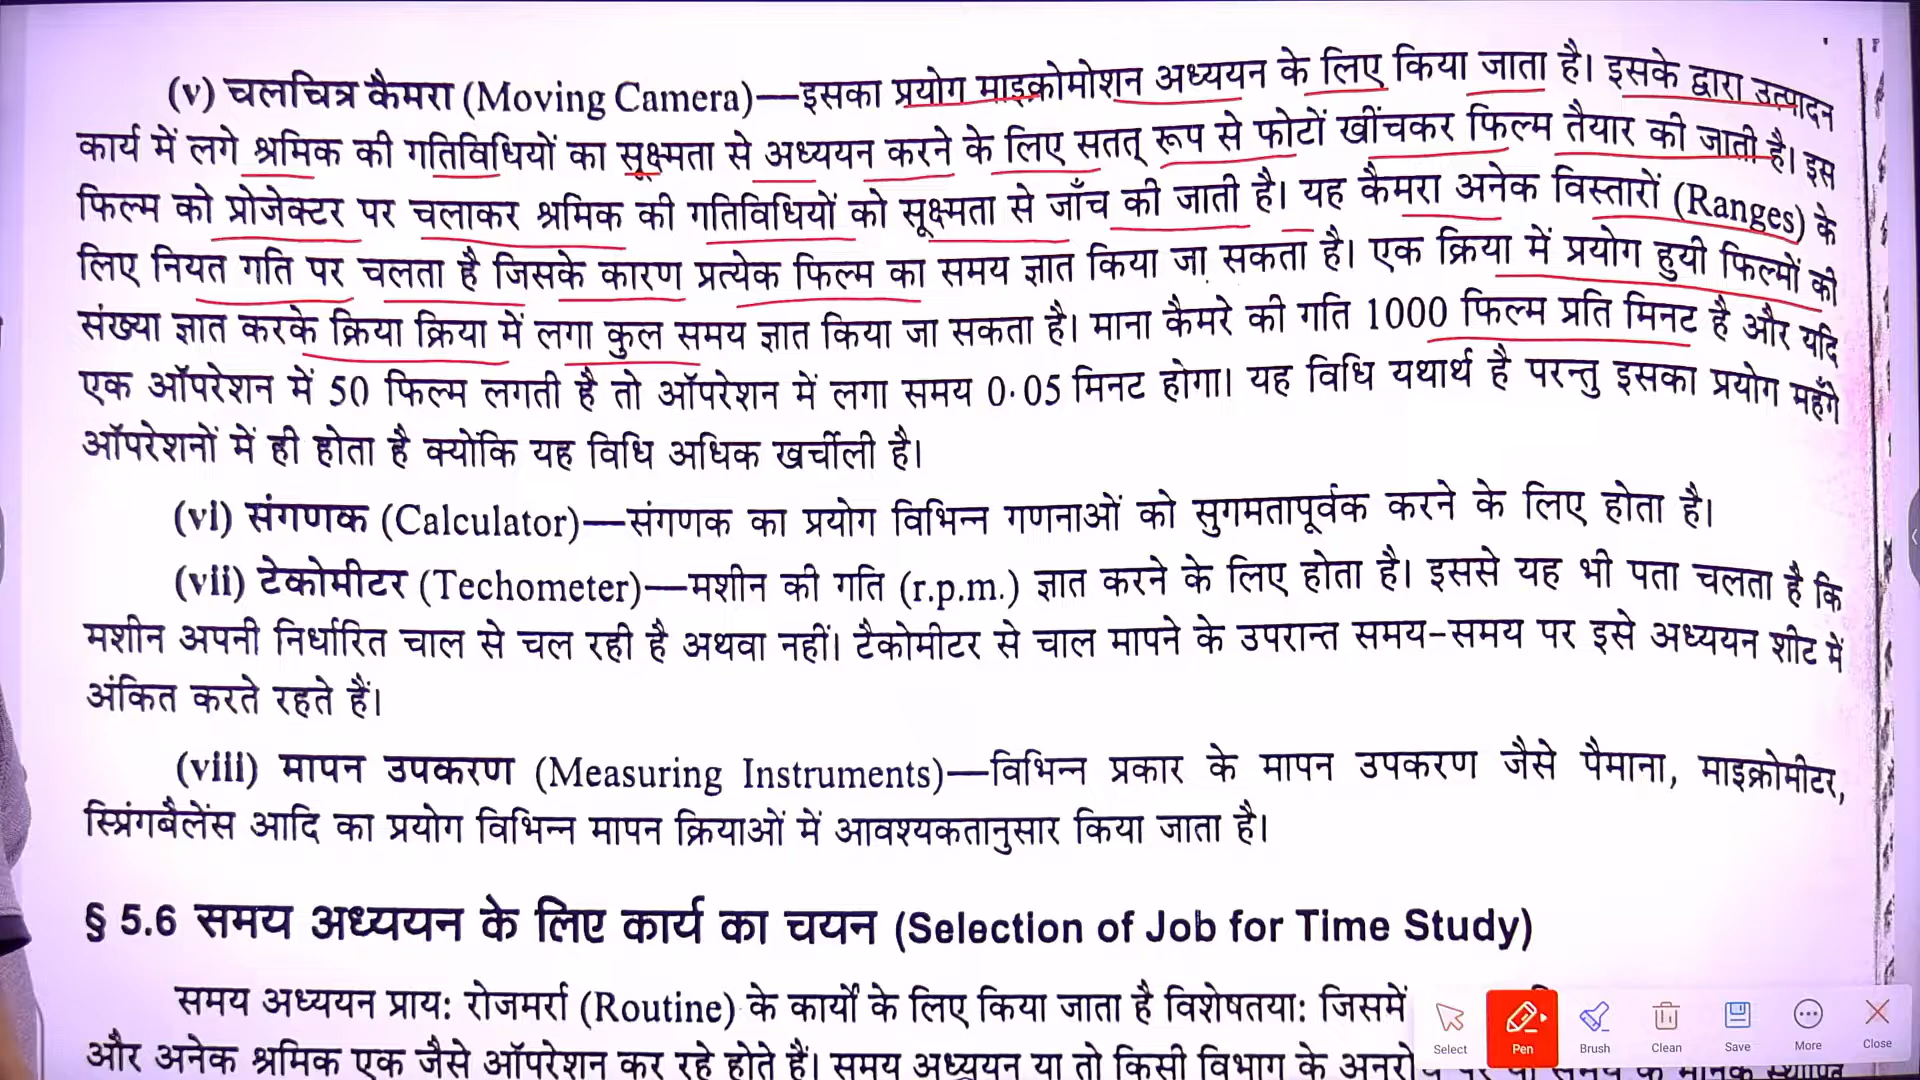 (v) चलचित्र कैमरा (Moving Camera)—इसका प्रयोग माइक्रोमोशन अध्ययन के लिए किया जाता है। इसके द्वारा उत्पादन
कार्य में लगे श्रमिक की गतिविधियों का सूक्ष्मता से अध्ययन करने के लिए सतत् रूप से फोटों खींचकर फिल्म तैयार की जाती है। इस
फिल्म को प्रोजेक्टर पर चलाकर श्रमिक की गतिविधियों को सूक्ष्मता से जाँच की जाती है। यह कैमरा अनेक विस्तारों (Ranges) के
लिए नियत गति पर चलता है जिसके कारण प्रत्येक फिल्म का समय ज्ञात किया जा सकता है। एक क्रिया में प्रयोग हुयी फिल्मों की
संख्या ज्ञात करके क्रिया क्रिया में लगा कुल समय ज्ञात किया जा सकता है। माना कैमरे की गति 1000 फिल्म प्रति मिनट है और यदि
एक ऑपरेशन में 50 फिल्म लगती है तो ऑपरेशन में लगा समय 0·05 मिनट होगा। यह विधि यथार्थ है परन्तु इसका प्रयोग महँगे
ऑपरेशनों में ही होता है क्योंकि यह विधि अधिक खर्चीली है।
(vi) संगणक (Calculator)—संगणक का प्रयोग विभिन्न गणनाओं को सुगमतापूर्वक करने के लिए होता है।
(vii) टेकोमीटर (Techometer)—मशीन की गति (r.p.m.) ज्ञात करने के लिए होता है। इससे यह भी पता चलता है कि
मशीन अपनी निर्धारित चाल से चल रही है अथवा नहीं। टैकोमीटर से चाल मापने के उपरान्त समय-समय पर इसे अध्ययन शीट में
अंकित करते रहते हैं।
(viii) मापन उपकरण (Measuring Instruments)—विभिन्न प्रकार के मापन उपकरण जैसे पैमाना, माइक्रोमीटर,
स्प्रिंगबैलेंस आदि का प्रयोग विभिन्न मापन क्रियाओं में आवश्यकतानुसार किया जाता है।
§ 5.6 समय अध्ययन के लिए कार्य का चयन (Selection of Job for Time Study)
समय अध्ययन प्राय: रोजमर्रा (Routine) के कार्यों के लिए किया जाता है विशेषतया: जिसमें
और अनेक श्रमिक एक जैसे ऑपरेशन कर रहे होते हैं। समय अध्ययन या तो किसी विभाग के
Select Pen Brush Clean Save More Close